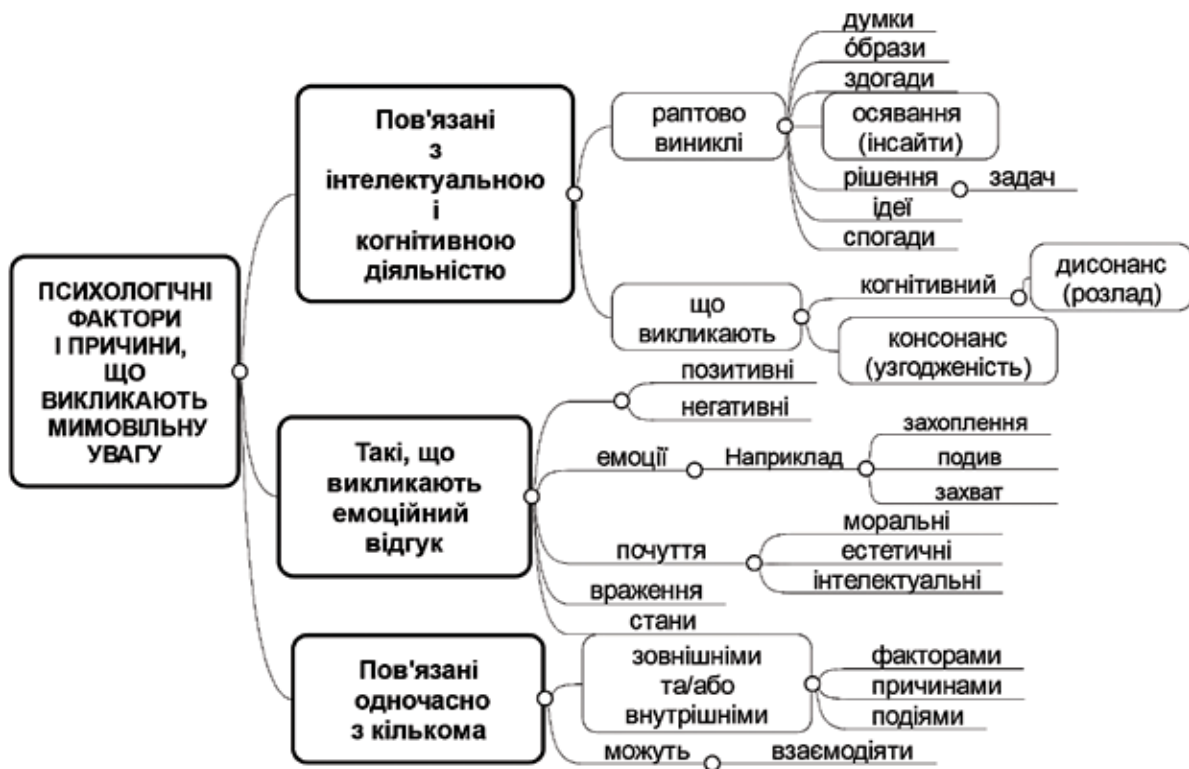 ПСИХОЛОГІЧНІ
ФАКТОРИ
І ПРИЧИНИ,
ЩО
ВИКЛИКАЮТЬ
МИМОВІЛЬНУ
УВАГУ
Пов'язані
з
інтелектуальною
і
когнітивною
діяльністю
раптово
виниклі
думки
óбрази
здогади
осявання
(інсайти)
рішення
задач
ідеї
спогади
що
викликають
когнітивний
дисонанс
(розлад)
консонанс
(узгодженість)
Такі, що
викликають
емоційний
відгук
позитивні
негативні
емоції
Наприклад
захоплення
подив
захват
почуття
моральні
естетичні
інтелектуальні
враження
стани
Пов'язані
одночасно
з кількома
зовнішніми
та/або
внутрішніми
факторами
причинами
подіями
можуть
взаємодіяти